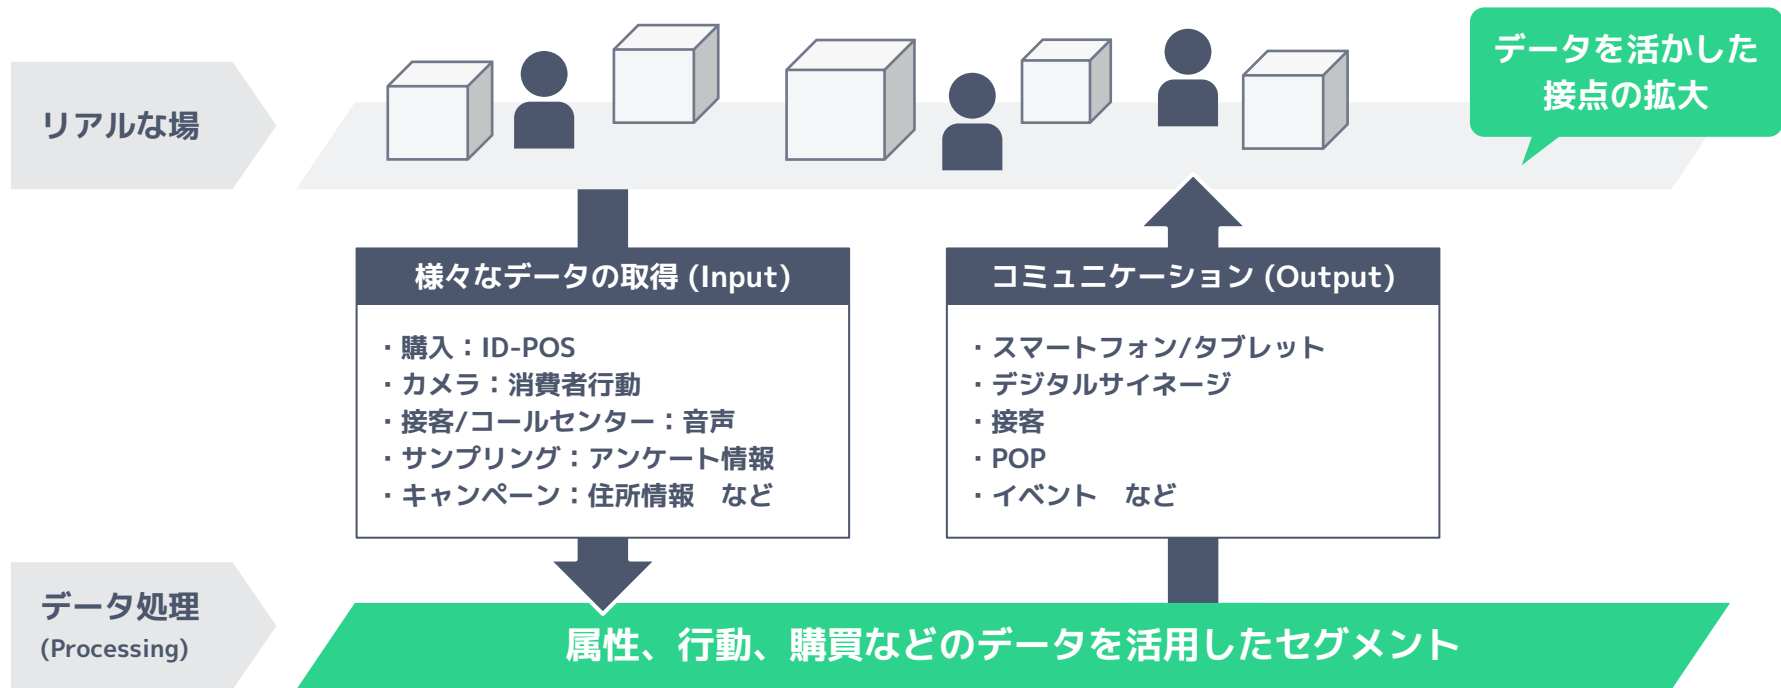 データを活かした
接点の拡大
リアルな場
様々なデータの取得 (Input)
・購入：ID-POS
・カメラ：消費者行動
・接客/コールセンター：音声
・サンプリング：アンケート情報
・キャンペーン：住所情報　など
コミュニケーション (Output)
・スマートフォン/タブレット
・デジタルサイネージ
・接客
・POP
・イベント　など
データ処理
(Processing)
属性、行動、購買などのデータを活用したセグメント